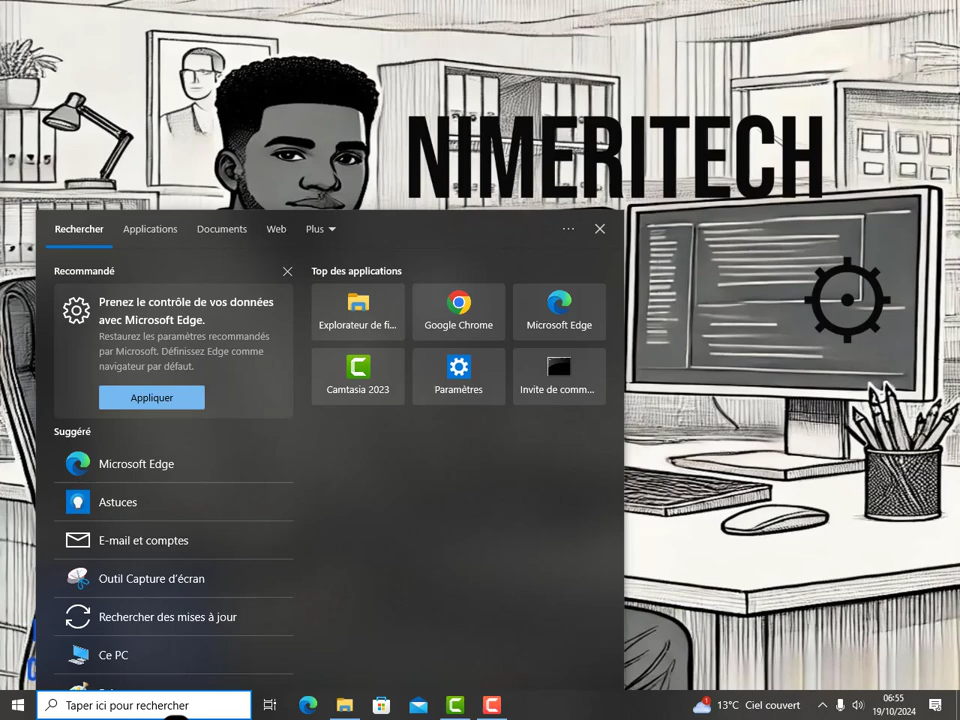 NIMERITECH
Rechercher
Applications
Documents
Web
Plus
Recommandé
Prenez le contrôle de vos données
avec Microsoft Edge.
Restaurez les paramètres recommandés
par Microsoft. Définissez Edge comme
navigateur par défaut.
Appliquer
Top des applications
Explorateur de fi...
Google Chrome
Microsoft Edge
Camtasia 2023
Paramètres
Invite de comm...
Suggéré
Microsoft Edge
Astuces
E-mail et comptes
Outil Capture d'écran
Rechercher des mises à jour
Ce PC
Taper ici pour rechercher
13°C Ciel couvert
06:55
19/10/2024